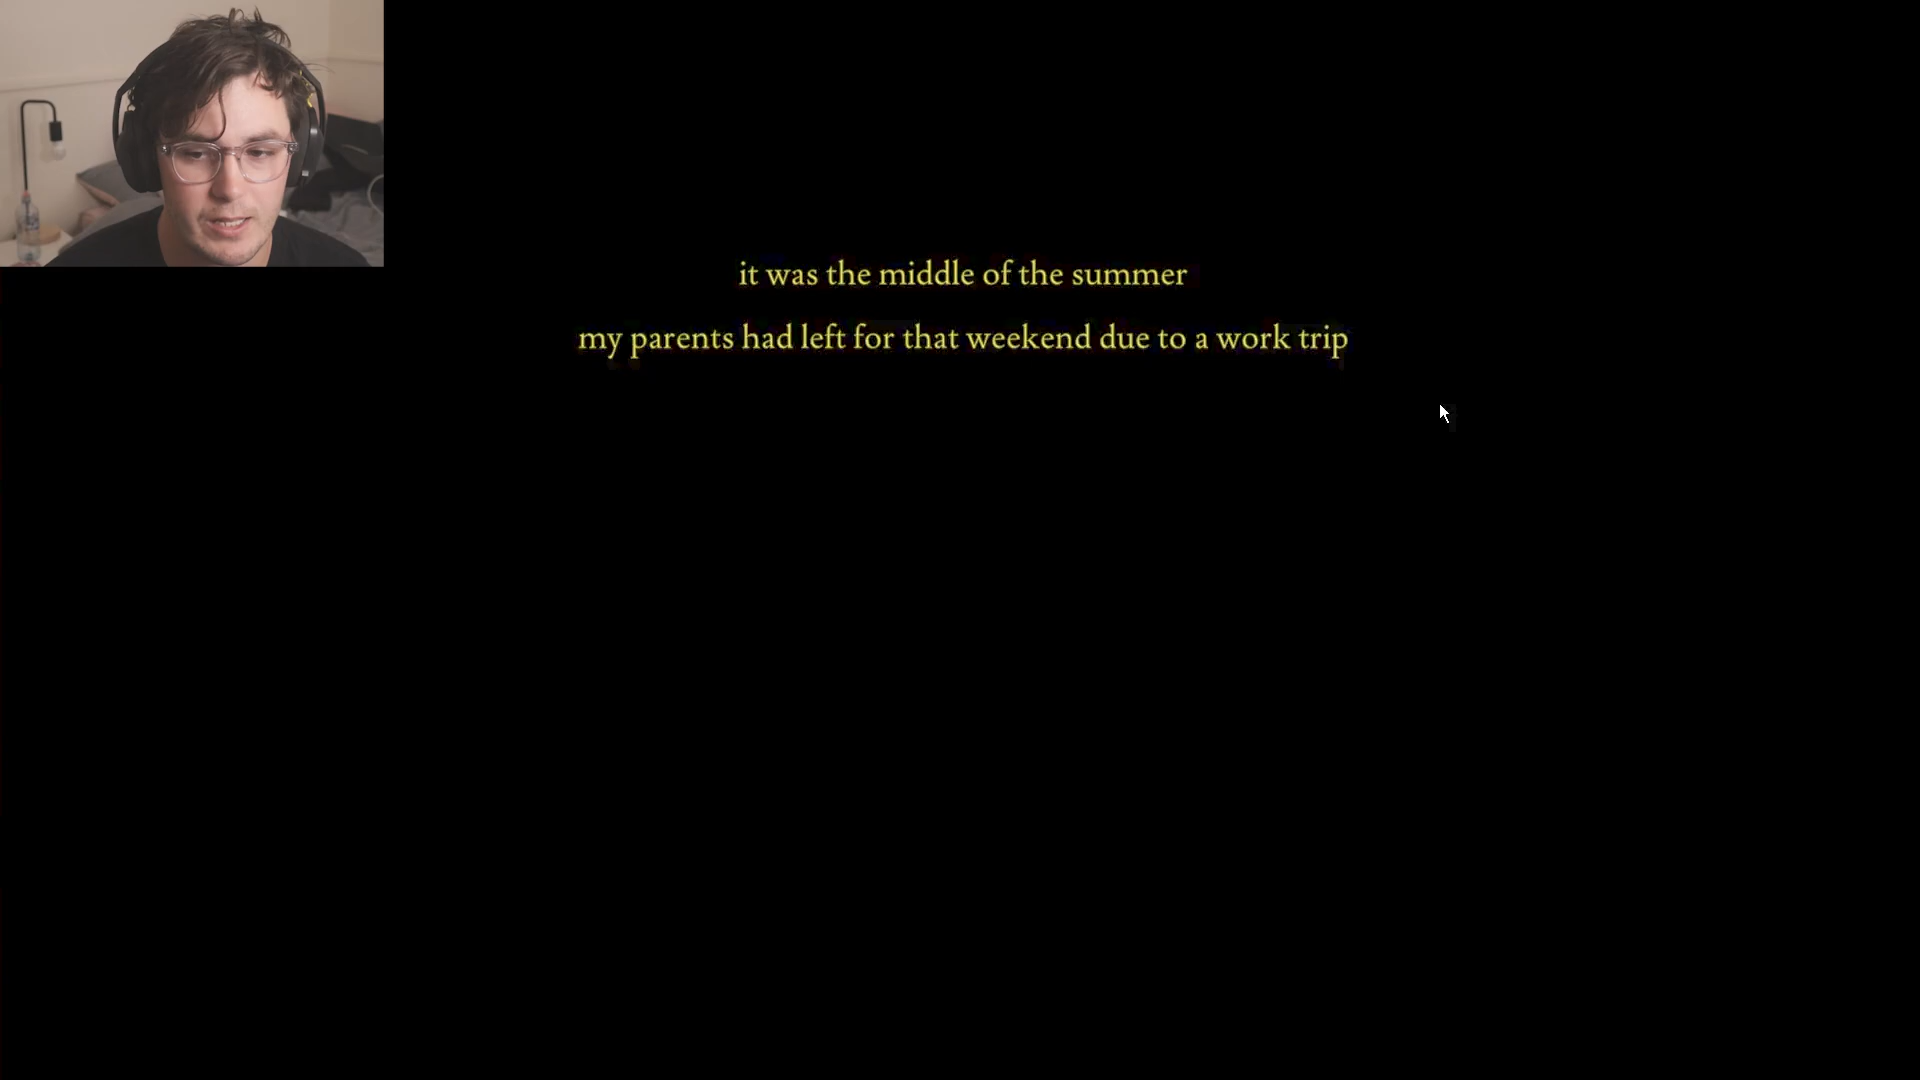 it was the middle of the summer
my parents had left for that weekend due to a work trip